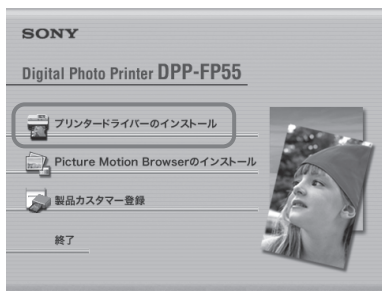 SONY
Digital Photo Printer DPP-FP55
プリンタードライバーのインストール
Picture Motion Browserのインストール
製品カスタマー登録
終了